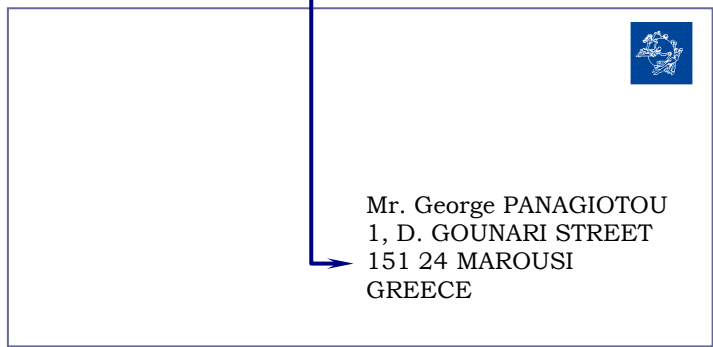 Mr. George PANAGIOTOU
1, D. GOUNARI STREET
151 24 MAROUSI
GREECE